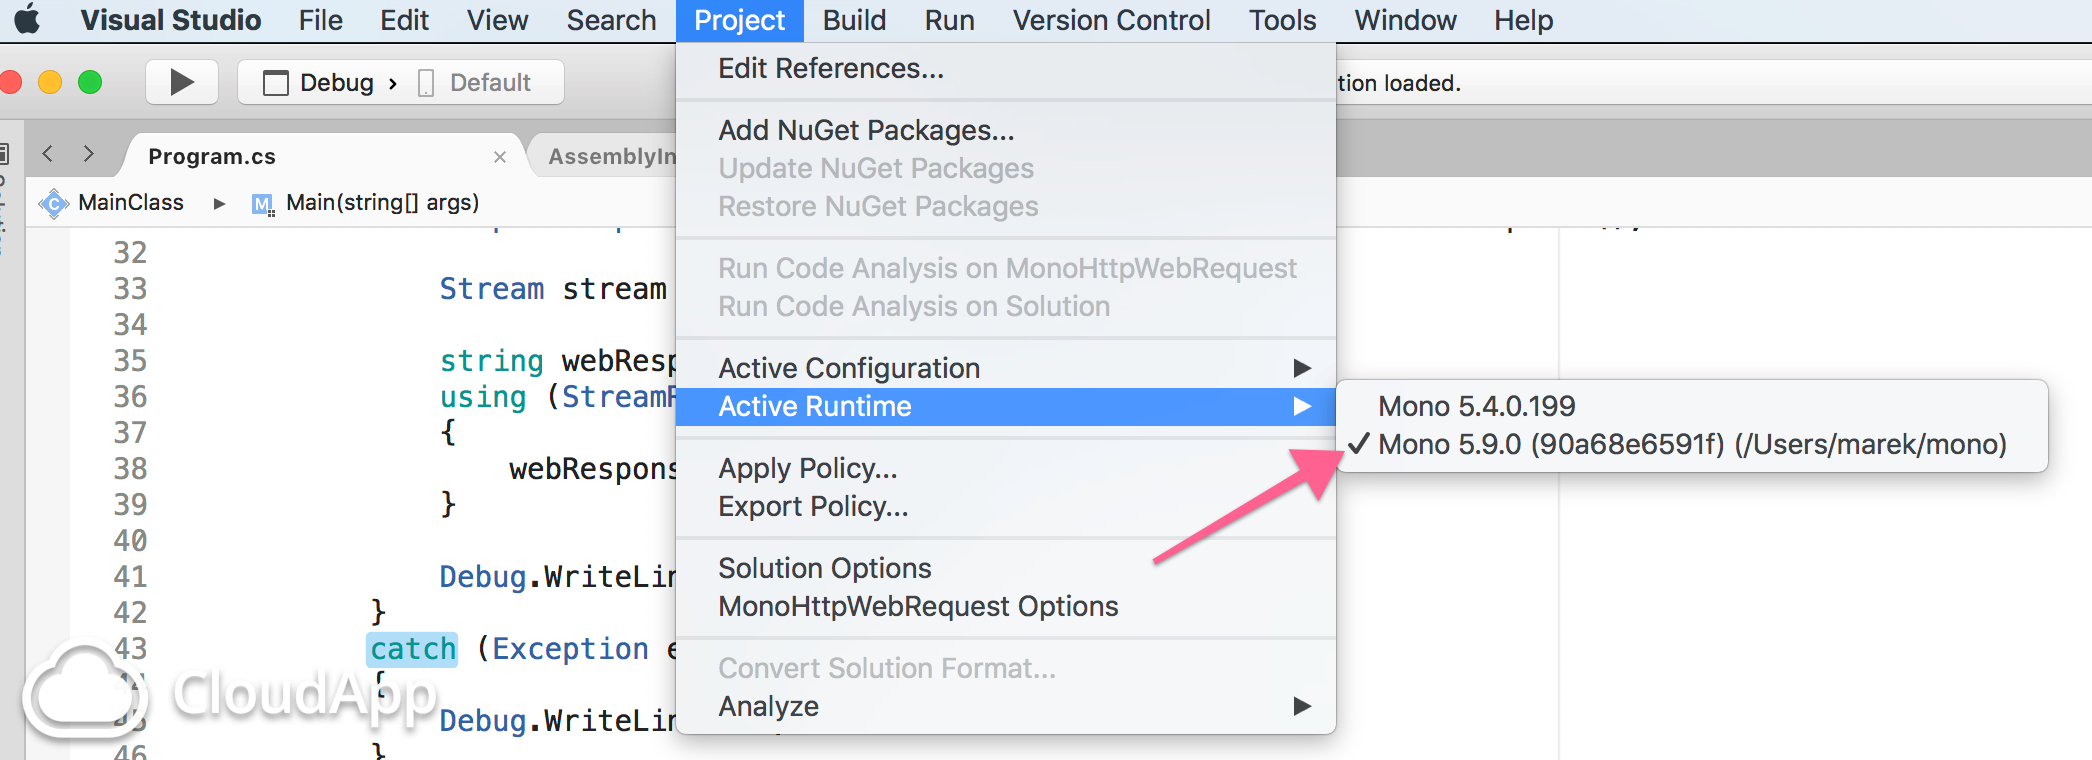 Visual Studio File Edit View Search Project Build Run Version Control Tools Window Help
Debug › Default
tion loaded.
Program.cs × AssemblyIn
MainClass ▶ M Main(string[] args)
Edit References...
Add NuGet Packages...
Update NuGet Packages
Restore NuGet Packages
Run Code Analysis on MonoHttpWebRequest
Run Code Analysis on Solution
Active Configuration
Active Runtime
Mono 5.4.0.199
✓ Mono 5.9.0 (90a68e6591f) (/Users/marek/mono)
Apply Policy...
Export Policy...
Solution Options
MonoHttpWebRequest Options
Convert Solution Format...
Analyze
32
33 Stream stream
34
35 string webResp
36 using (StreamR
37 {
38 webRespons
39 }
40
41 Debug.WriteLin
42 }
43 catch (Exception e
44 {
45 Debug.WriteLin
46 }
CloudApp